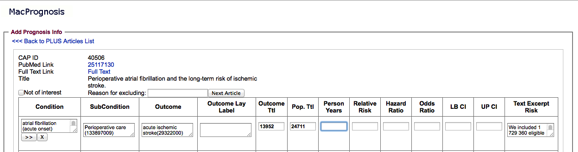 MacPrognosis
Add Prognosis Info
<<< Back to PLUS Articles List
CAP ID 40506
PubMed Link 25117130
Full Text Link Full Text
Title Perioperative atrial fibrillation and the long-term risk of ischemic
stroke.
Not of interest Reason for excluding: Next Article
Condition SubCondition Outcome Outcome Lay Label Outcome Ttl Pop. Ttl Person Years Relative Risk Hazard Ratio Odds Ratio LB CI UP CI Text Excerpt Risk
atrial fibrillation
(acute onset)
>> X
Perioperative care
(133897009)
acute ischemic
stroke(29322000)
13952 24711
We included 1
729 360 eligible